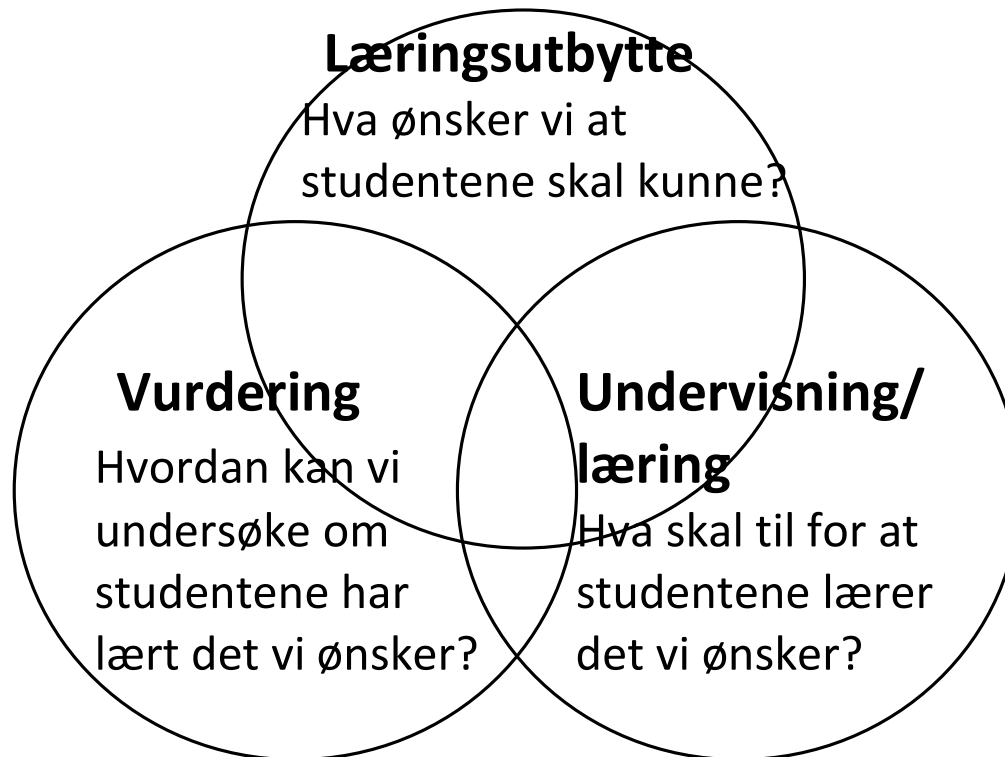 Læringsutbytte
Hva ønsker vi at
studentene skal kunne?
Vurdering
Hvordan kan vi
undersøke om
studentene har
lært det vi ønsker?
Undervisning/
læring
Hva skal til for at
studentene lærer
det vi ønsker?